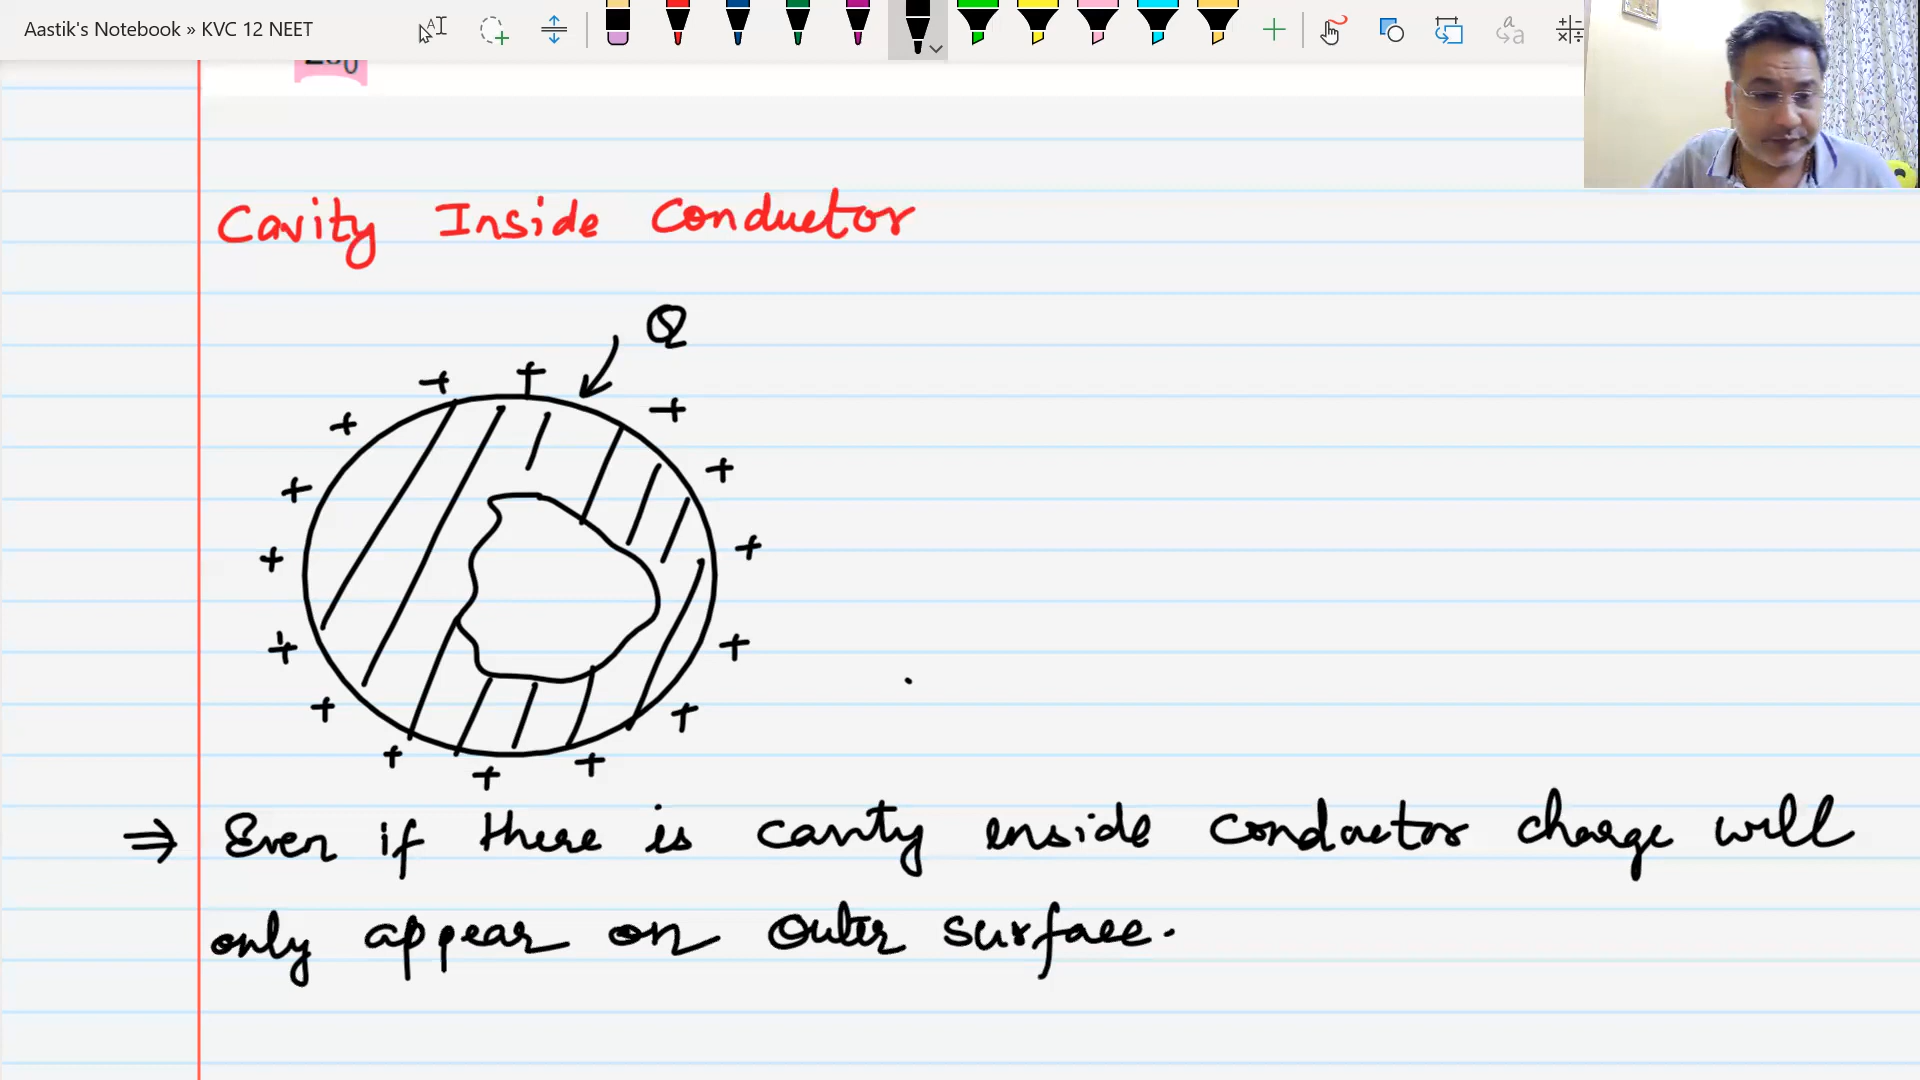 Aastik's Notebook » KVC 12 NEET
Cavity Inside Conductor
Q
+ + + + + + + + + + + + + + + + +
⇒ Even if there is cavity inside conductor charge will
only appear on outer surface.